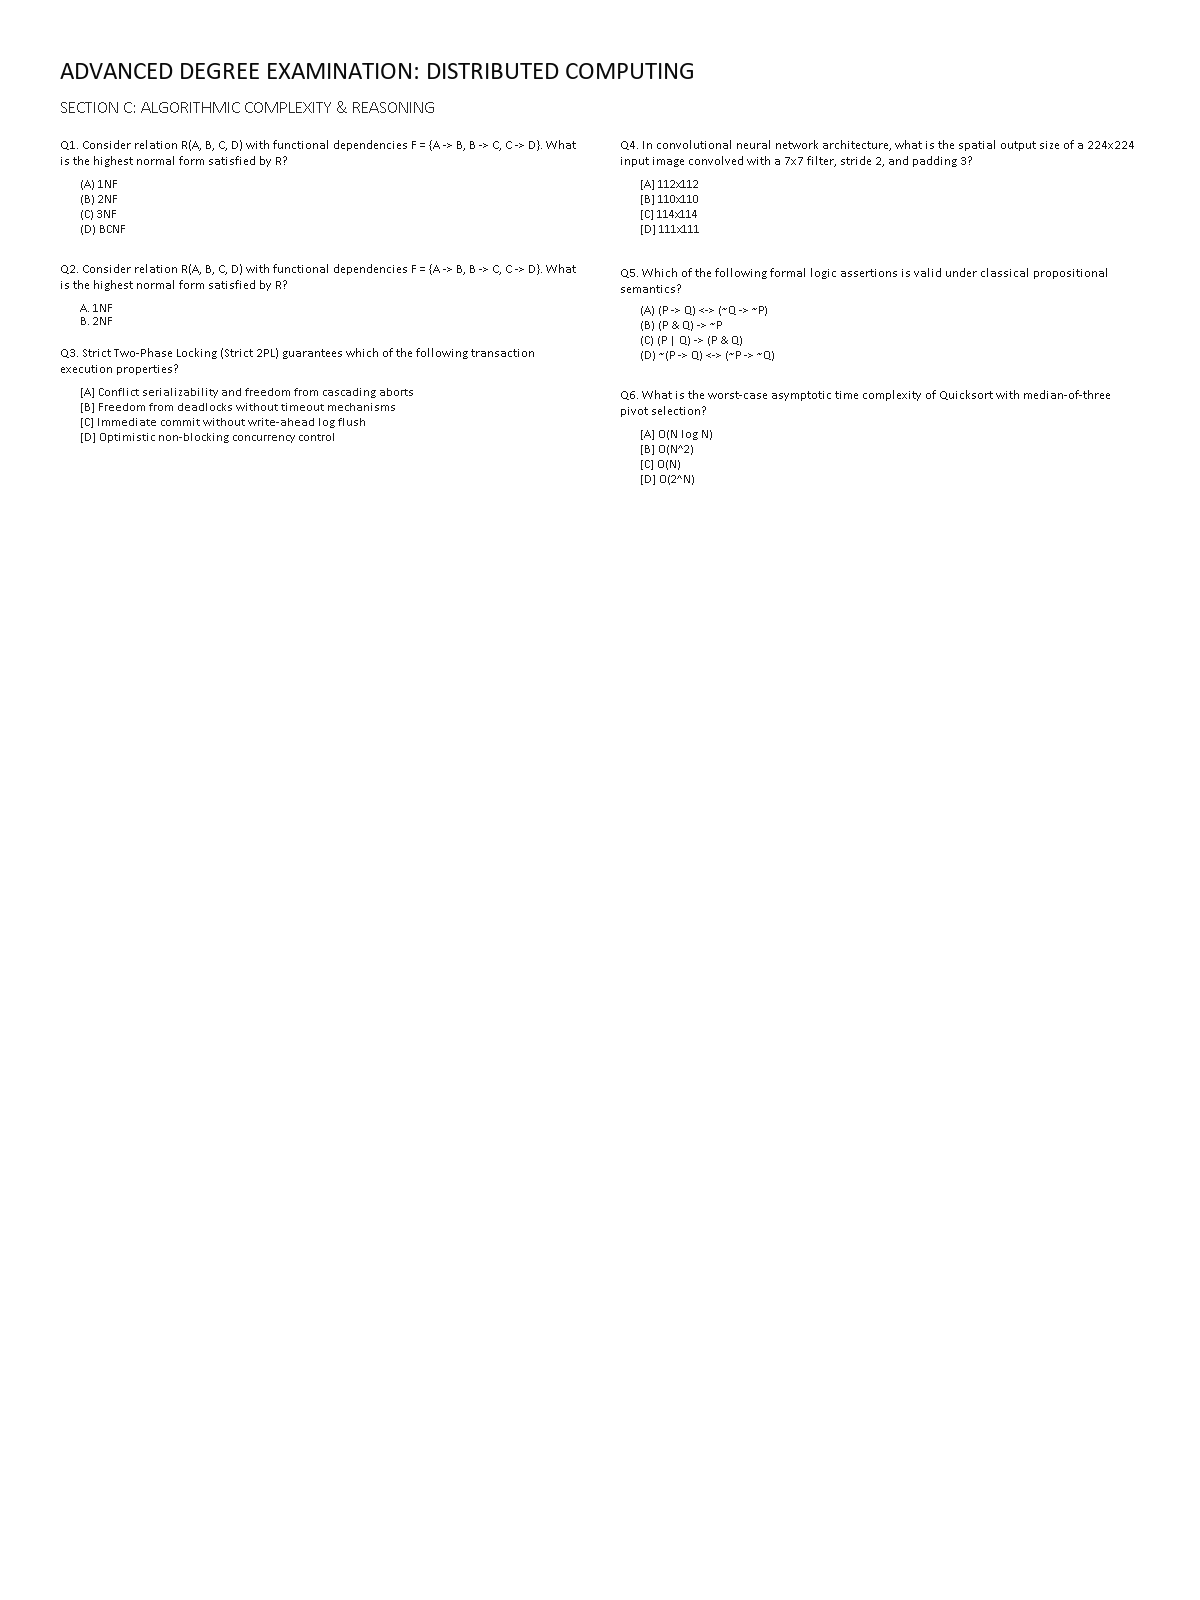 ADVANCED DEGREE EXAMINATION: DISTRIBUTED COMPUTING
SECTION C: ALGORITHMIC COMPLEXITY & REASONING
Q1. Consider relation R(A, B, C, D) with functional dependencies F = {A -> B, B -> C, C -> D}. What
is the highest normal form satisfied by R?
(A) 1NF
(B) 2NF
(C) 3NF
(D) BCNF
Q2. Consider relation R(A, B, C, D) with functional dependencies F = {A -> B, B -> C, C -> D}. What
is the highest normal form satisfied by R?
A. 1NF
B. 2NF
Q3. Strict Two-Phase Locking (Strict 2PL) guarantees which of the following transaction
execution properties?
[A] Conflict serializability and freedom from cascading aborts
[B] Freedom from deadlocks without timeout mechanisms
[C] Immediate commit without write-ahead log flush
[D] Optimistic non-blocking concurrency control
Q4. In convolutional neural network architecture, what is the spatial output size of a 224x224
input image convolved with a 7x7 filter, stride 2, and padding 3?
[A] 112x112
[B] 110x110
[C] 114x114
[D] 111x111
Q5. Which of the following formal logic assertions is valid under classical propositional
semantics?
(A) (P -> Q) <-> (~Q -> ~P)
(B) (P & Q) -> ~P
(C) (P | Q) -> (P & Q)
(D) ~(P -> Q) <-> (~P -> ~Q)
Q6. What is the worst-case asymptotic time complexity of Quicksort with median-of-three
pivot selection?
[A] O(N log N)
[B] O(N^2)
[C] O(N)
[D] O(2^N)